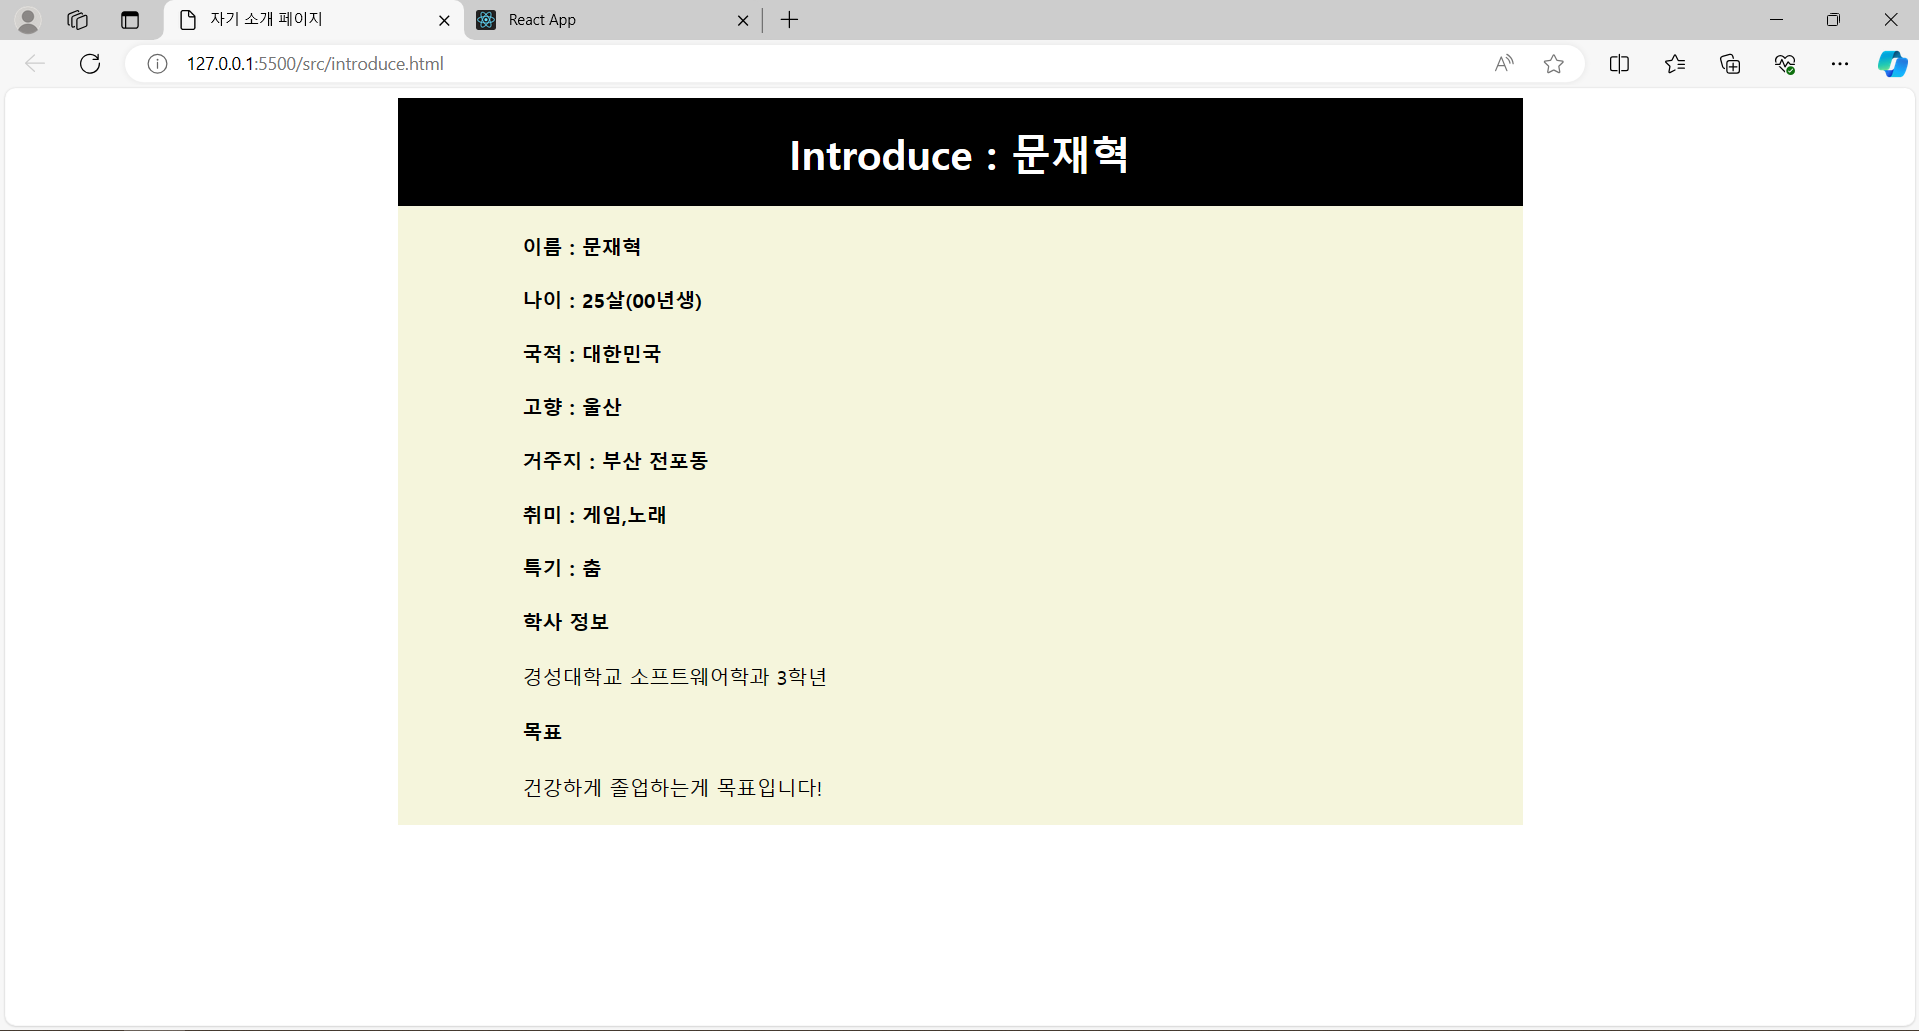 자기 소개 페이지
React App
127.0.0.1:5500/src/introduce.html
Introduce : 문재혁
이름 : 문재혁
나이 : 25살(00년생)
국적 : 대한민국
고향 : 울산
거주지 : 부산 전포동
취미 : 게임,노래
특기 : 춤
학사 정보
경성대학교 소프트웨어학과 3학년
목표
건강하게 졸업하는게 목표입니다!